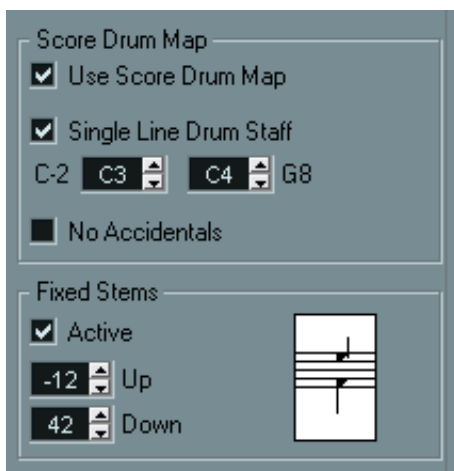 Score Drum Map
Use Score Drum Map
Single Line Drum Staff
C-2 C3 C4 G8
No Accidentals
Fixed Stems
Active
-12 Up
42 Down